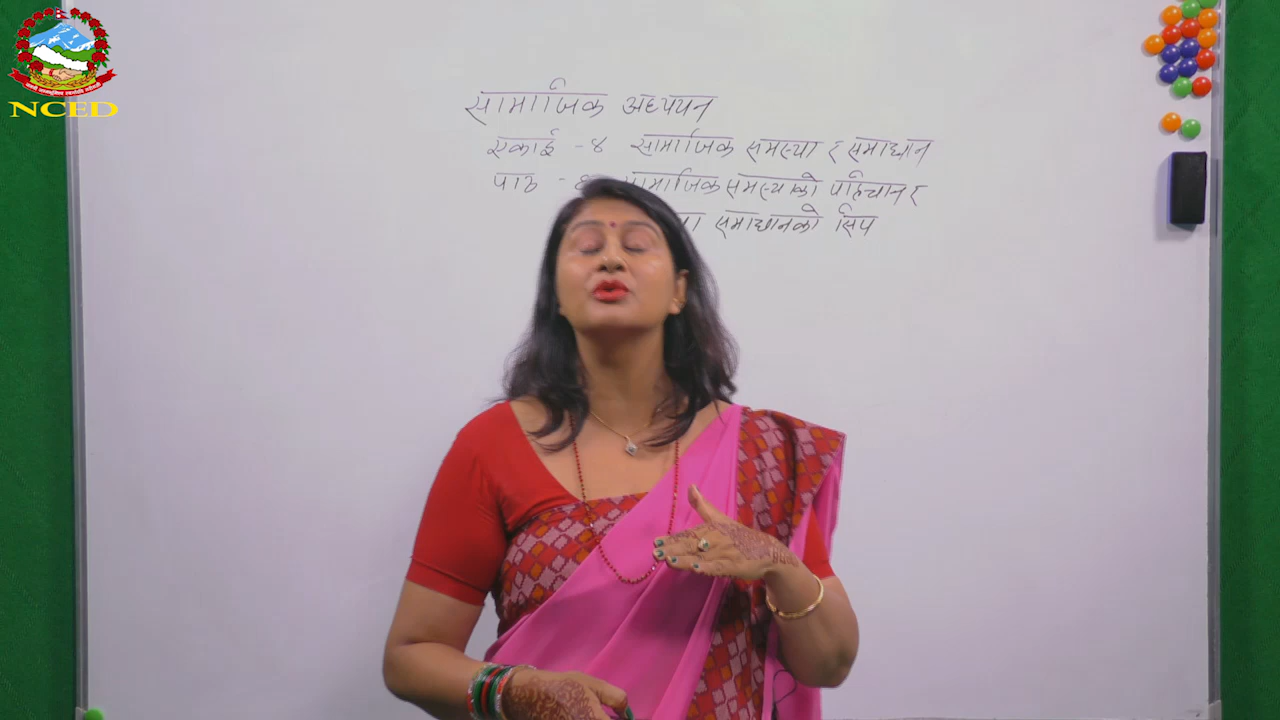 NCED
सामाजिक अध्ययन
एकाई - ४ सामाजिक समस्या र समाधान
पाठ - सामाजिक समस्याको पहिचान र
समाधानको सिप